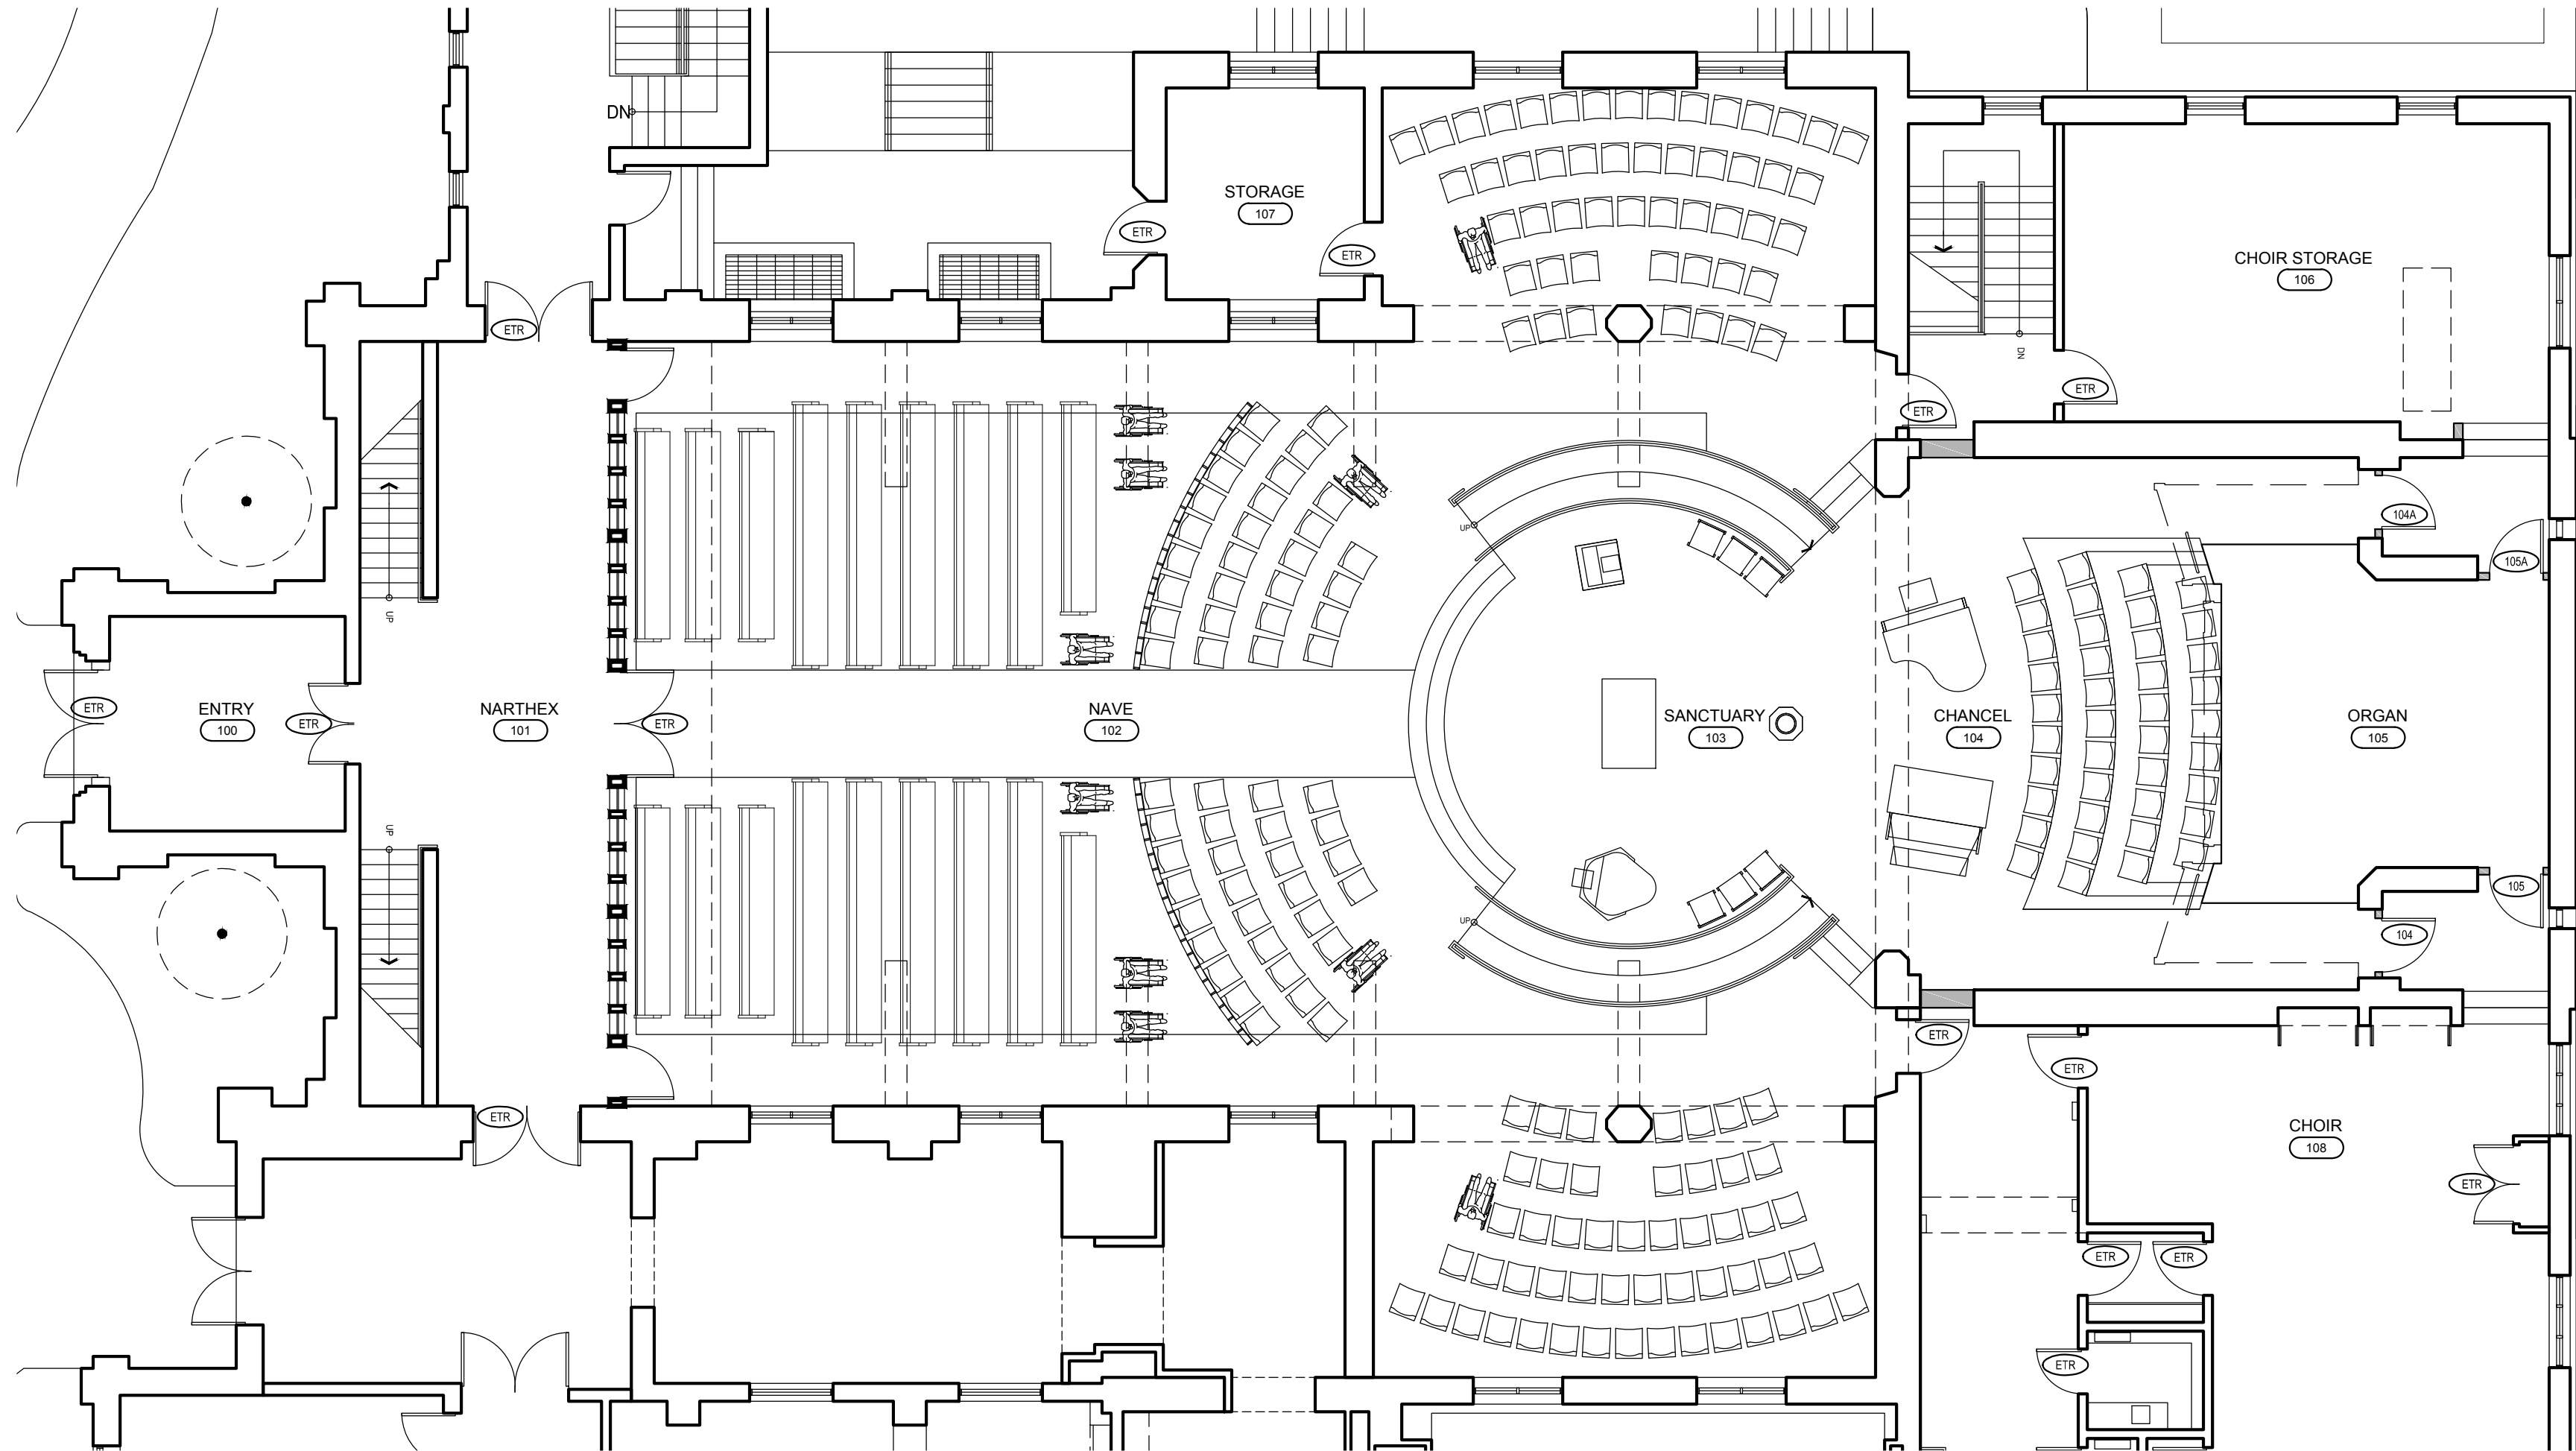 DN
STORAGE
107
ETR
ETR
CHOIR STORAGE
106
ETR
DN
ETR
ETR
UP
104A
UP
105A
UP
ENTRY
100
ETR
ETR
NARTHEX
101
ETR
NAVE
102
SANCTUARY
103
CHANCEL
104
ORGAN
105
UP
105
UP
104
ETR
ETR
ETR
CHOIR
108
ETR
ETR
ETR
ETR